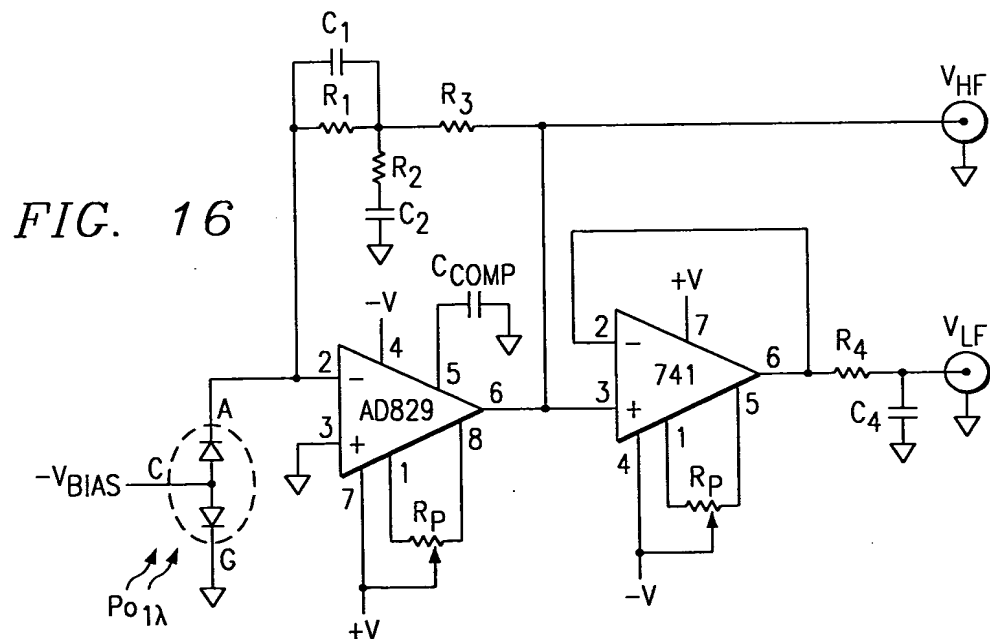 C1
R1
R3
VHF
R2
C2
FIG. 16
CCOMP
-V
4
5
2
-
AD829
6
3
+
8
7
1
RP
+V
+V
7
2
-
741
6
3
+
5
4
1
RP
-V
R4
VLF
C4
A
C
-VBIAS
G
Po1λ